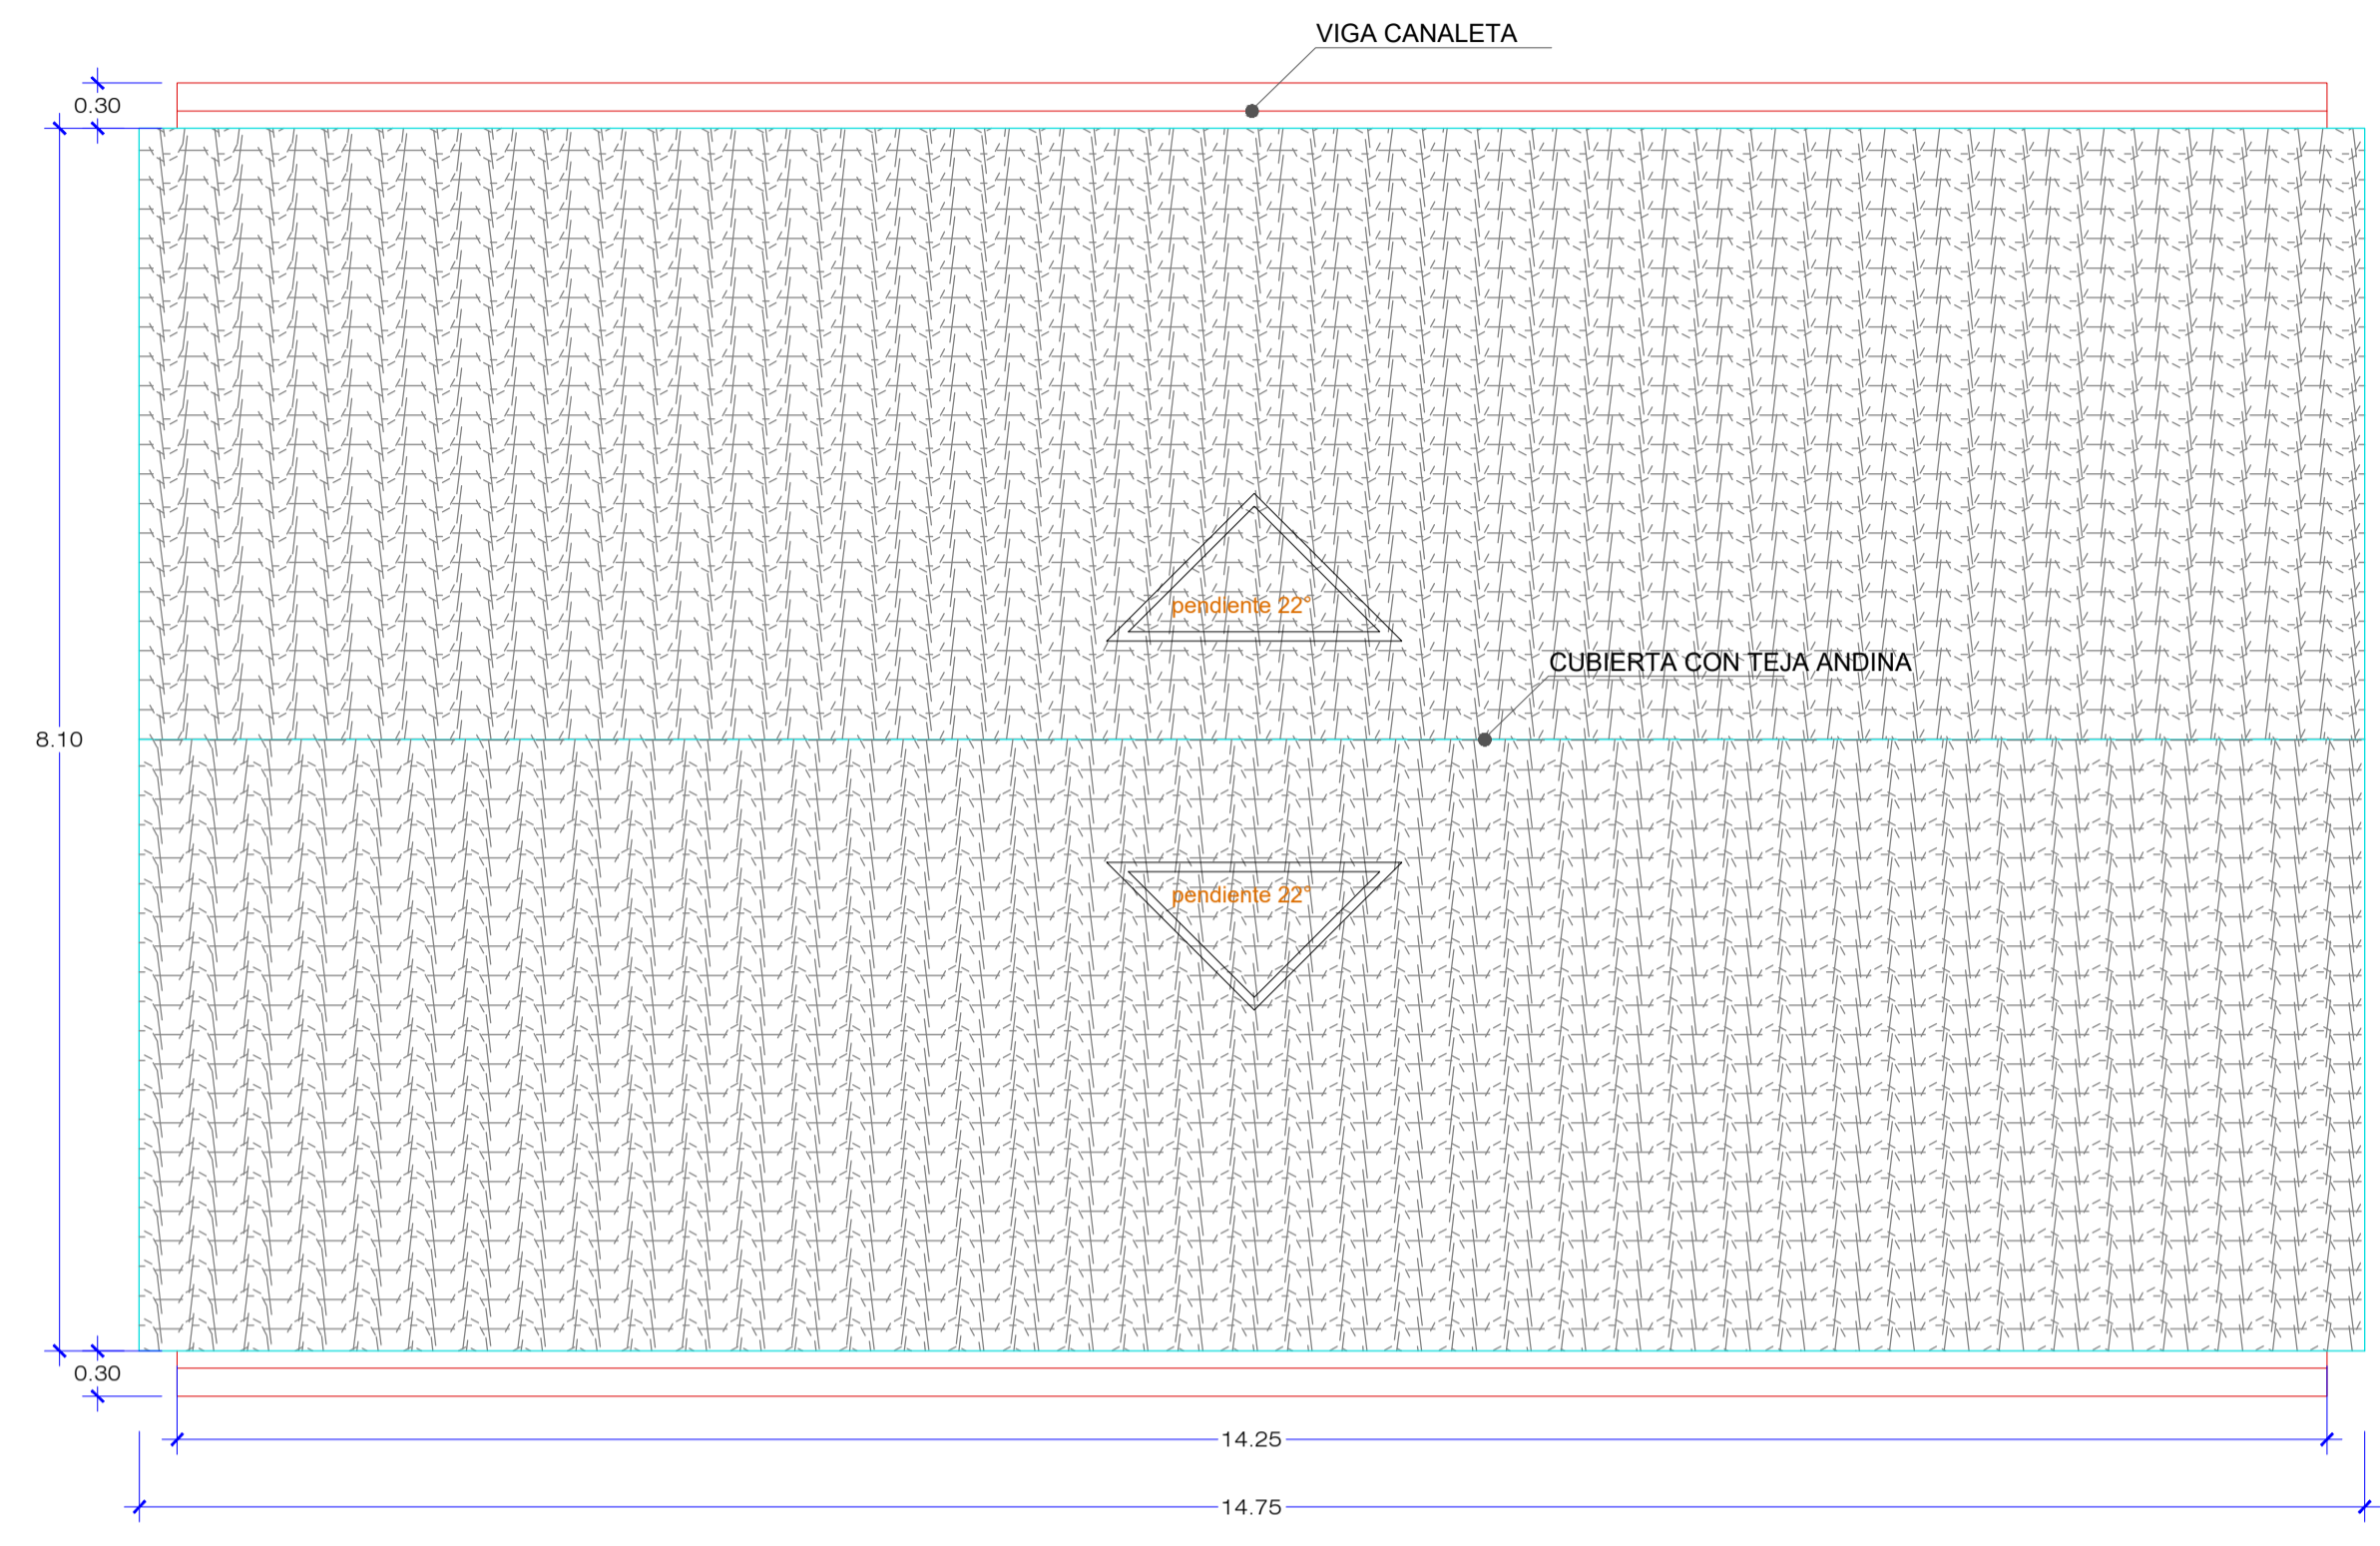 VIGA CANALETA
0.30
pendiente 22°
CUBIERTA CON TEJA ANDINA
8.10
pendiente 22°
0.30
14.25
14.75